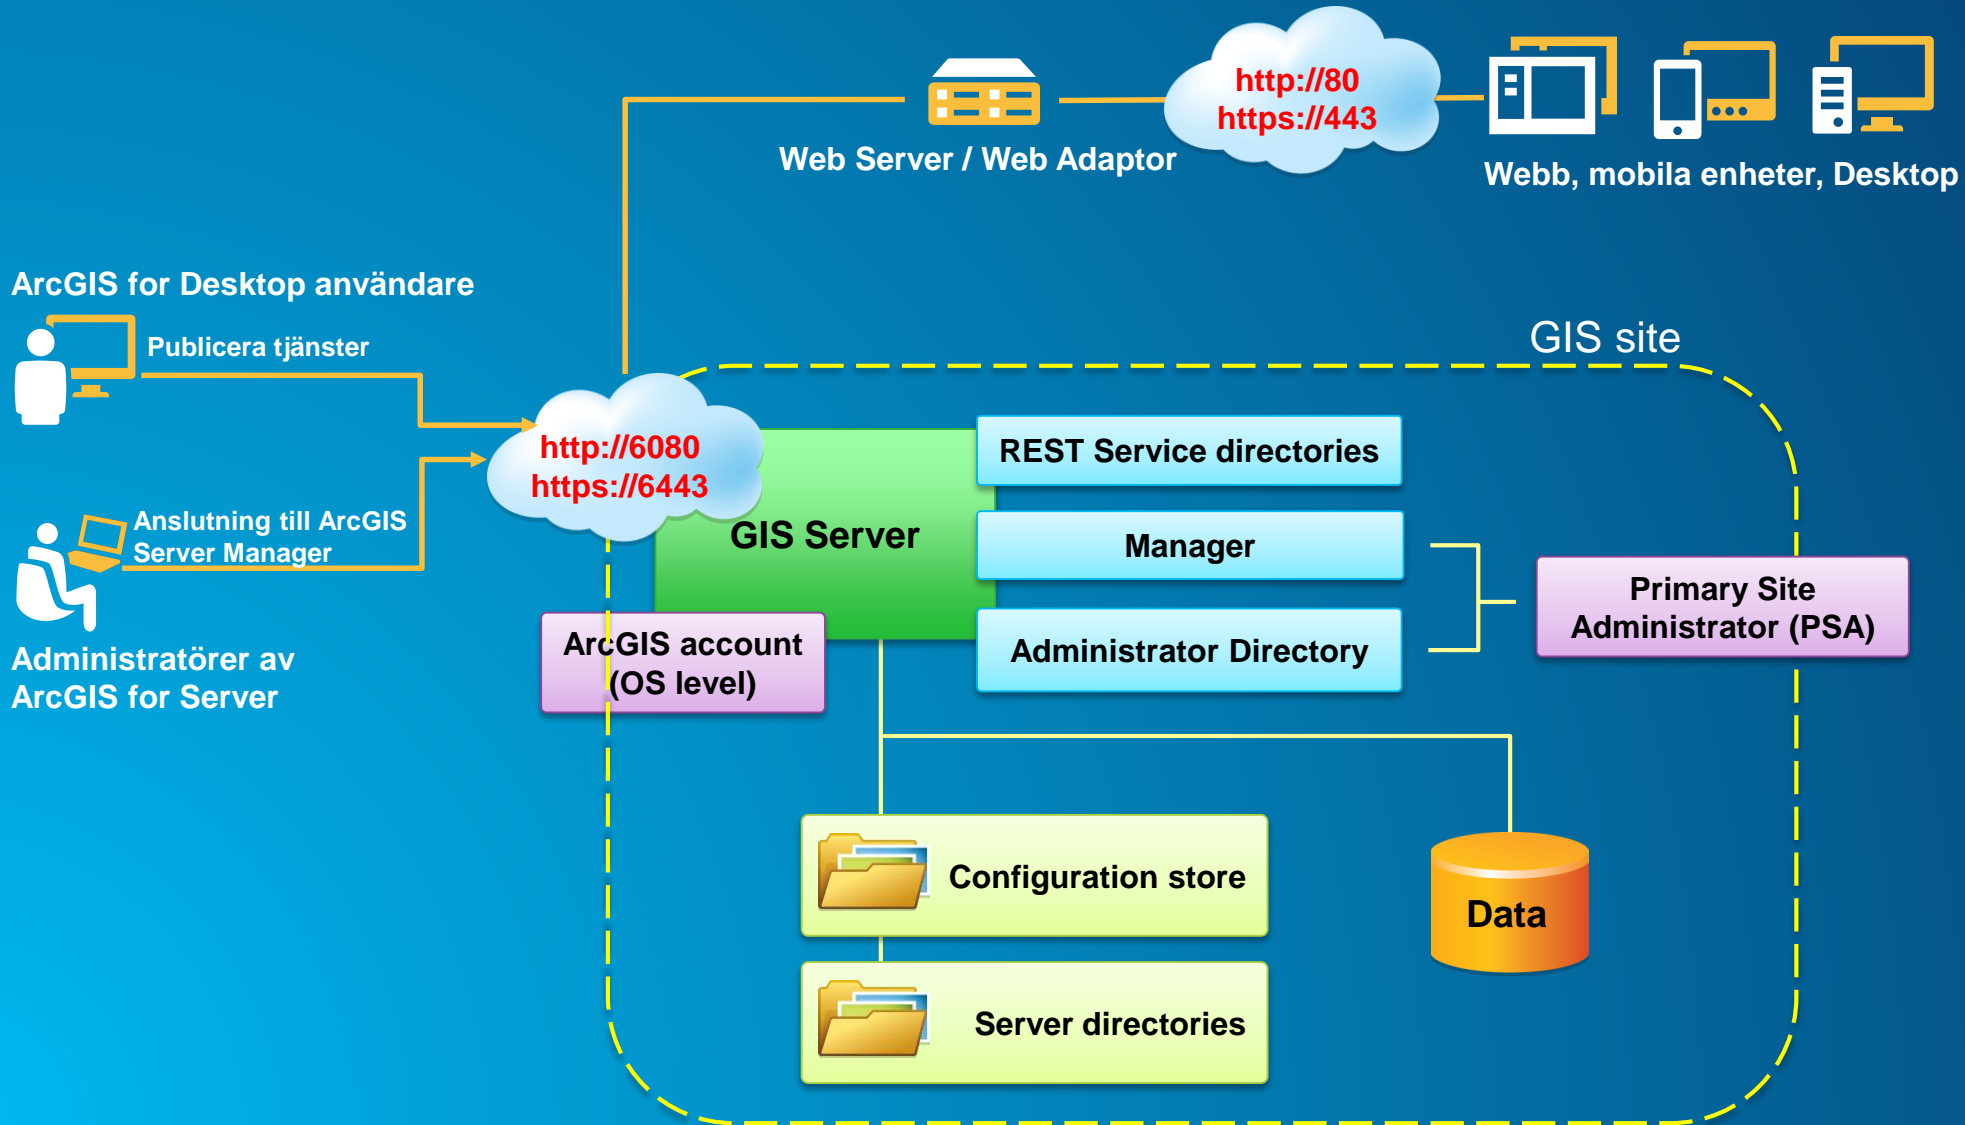 http://80
https://443
Web Server / Web Adaptor
Webb, mobila enheter, Desktop
ArcGIS for Desktop användare
Publicera tjänster
GIS site
http://6080
https://6443
REST Service directories
GIS Server
Manager
Anslutning till ArcGIS
Server Manager
Primary Site
Administrator (PSA)
ArcGIS account
(OS level)
Administrator Directory
Administratörer av
ArcGIS for Server
Configuration store
Data
Server directories